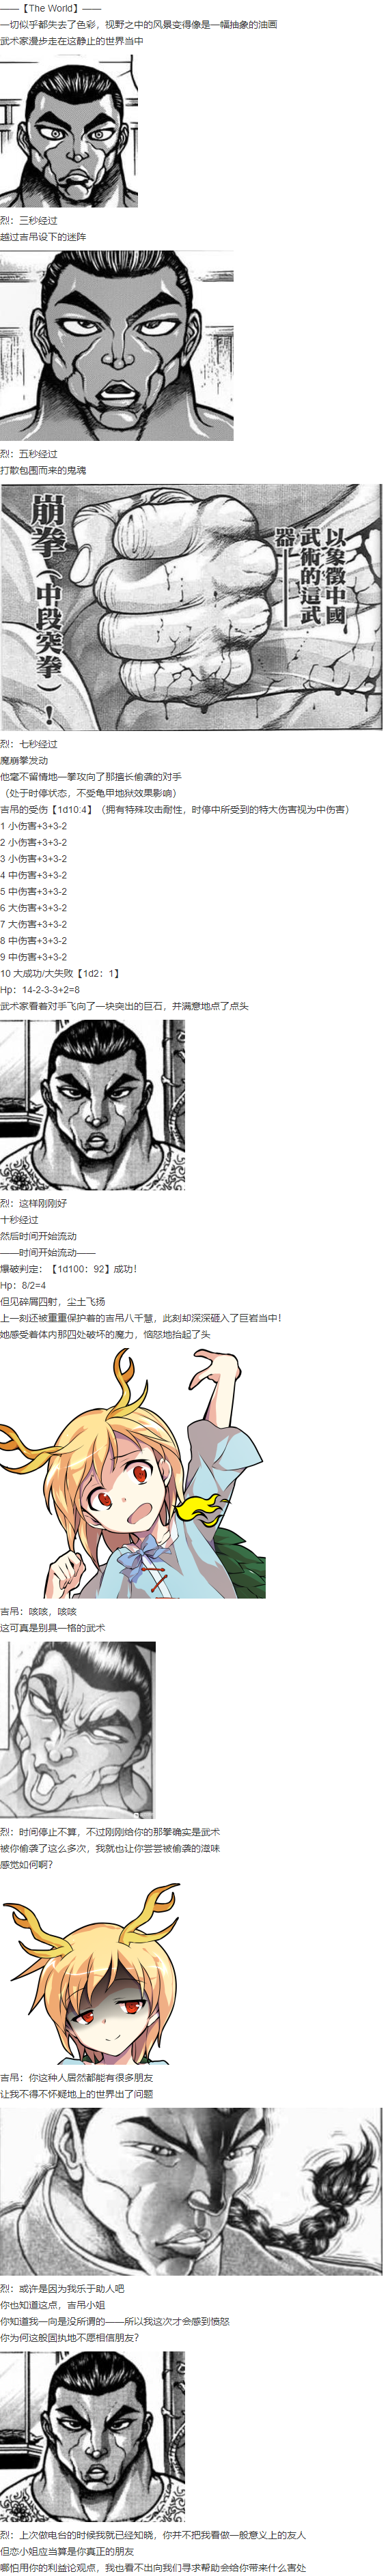 ——【The World】——
一切似乎都失去了色彩，视野之中的风景变得像是一幅抽象的油画
武术家漫步走在这静止的世界当中
烈：三秒经过
越过吉吊设下的迷阵
烈：五秒经过
打散包围而来的鬼魂
以象徵中國
武術的這武
器——
崩拳（中段突拳）！
烈：七秒经过
魔崩拳发动
他毫不留情地一拳攻向了那擅长偷袭的对手
（处于时停状态，不受龟甲地狱效果影响）
吉吊的受伤【1d10:4】（拥有特殊攻击耐性，时停中所受到的特大伤害视为中伤害）
1 小伤害+3+3-2
2 小伤害+3+3-2
3 小伤害+3+3-2
4 中伤害+3+3-2
5 中伤害+3+3-2
6 大伤害+3+3-2
7 大伤害+3+3-2
8 中伤害+3+3-2
9 中伤害+3+3-2
10 大成功/大失败【1d2：1】
Hp：14-2-3-3+2=8
武术家看着对手飞向了一块突出的巨石，并满意地点了点头
烈：这样刚刚好
十秒经过
然后时间开始流动
——时间开始流动——
爆破判定：【1d100：92】成功！
Hp：8/2=4
但见碎屑四射，尘土飞扬
上一刻还被重重保护着的吉吊八千慧，此刻却深深砸入了巨岩当中！
她感受着体内那四处破坏的魔力，恼怒地抬起了头
吉吊：咳咳，咳咳
这可真是别具一格的武术
烈：时间停止不算，不过刚刚给你的那拳确实是武术
被你偷袭了这么多次，我就也让你尝尝被偷袭的滋味
感觉如何啊？
吉吊：你这种人居然都能有很多朋友
让我不得不怀疑地上的世界出了问题
烈：或许是因为我乐于助人吧
你也知道这点，吉吊小姐
你知道我一向是没所谓的——所以我这次才会感到愤怒
你为何这般固执地不愿相信朋友？
烈：上次做电台的时候我就已经知晓，你并不把我看做一般意义上的友人
但恋小姐应当算是你真正的朋友
哪怕用你的利益论观点，我也看不出向我们寻求帮助会给你带来什么害处